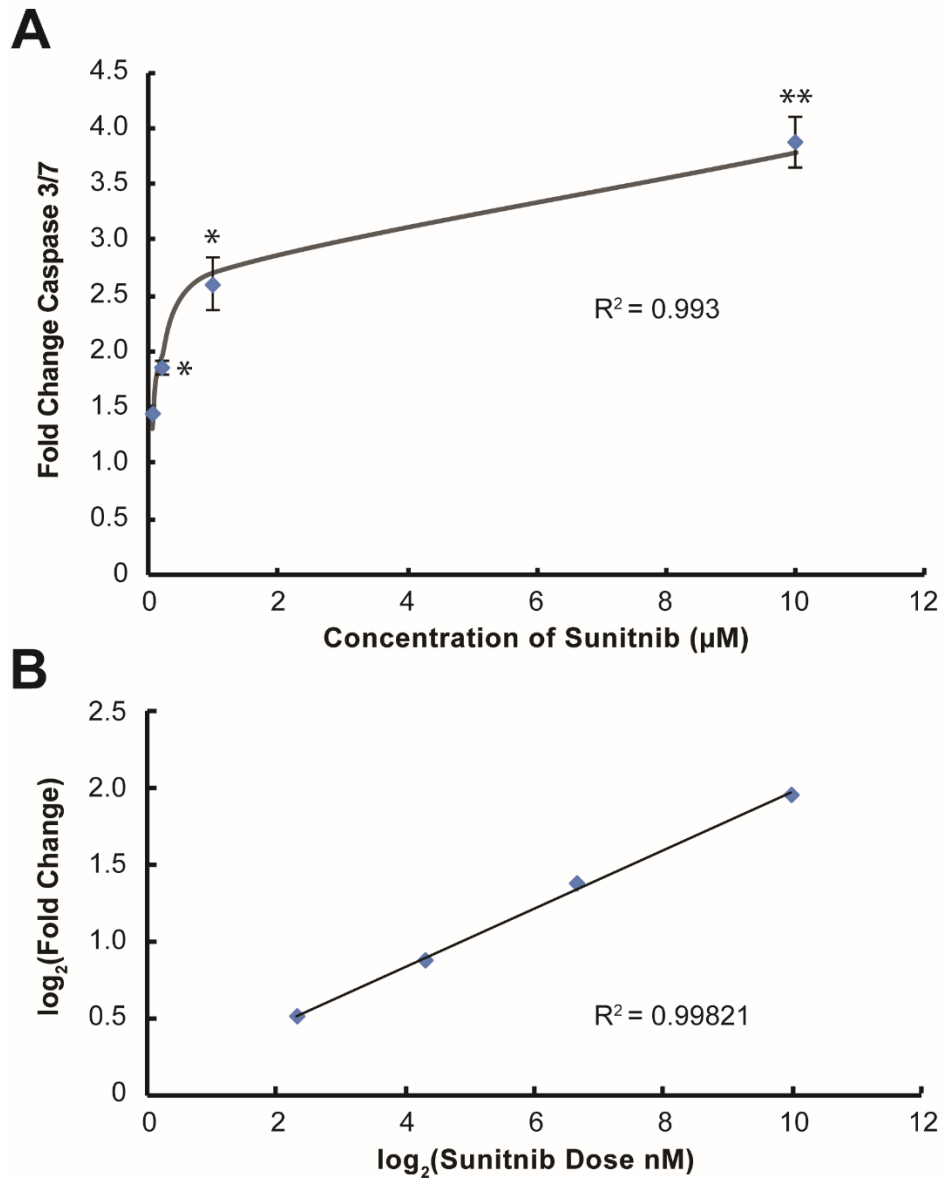 A
4.5
4.0
3.5
3.0
2.5
2.0
1.5
1.0
0.5
0
Fold Change Caspase 3/7
*
*
**
R² = 0.993
0 2 4 6 8 10 12
Concentration of Sunitnib (µM)
B
2.5
2.0
1.5
1.0
0.5
0
log₂(Fold Change)
R² = 0.99821
0 2 4 6 8 10 12
log₂(Sunitnib Dose nM)